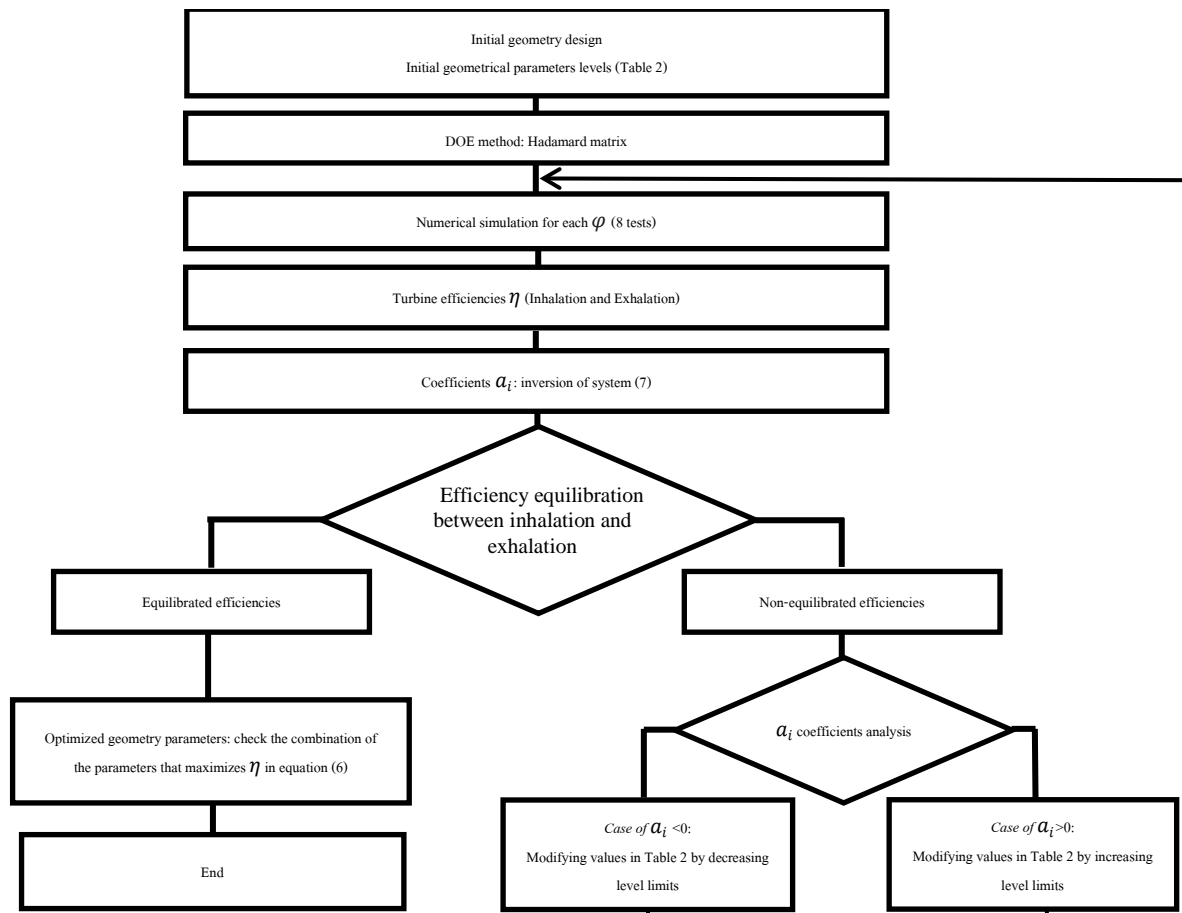 Initial geometry design
Initial geometrical parameters levels (Table 2)
DOE method: Hadamard matrix
Numerical simulation for each φ (8 tests)
Turbine efficiencies η (Inhalation and Exhalation)
Coefficients aᵢ: inversion of system (7)
Efficiency equilibration
between inhalation and
exhalation
Equilibrated efficiencies
Non-equilibrated efficiencies
Optimized geometry parameters: check the combination of
the parameters that maximizes η in equation (6)
aᵢ coefficients analysis
End
Case of aᵢ <0:
Modifying values in Table 2 by decreasing
level limits
Case of aᵢ>0:
Modifying values in Table 2 by increasing
level limits